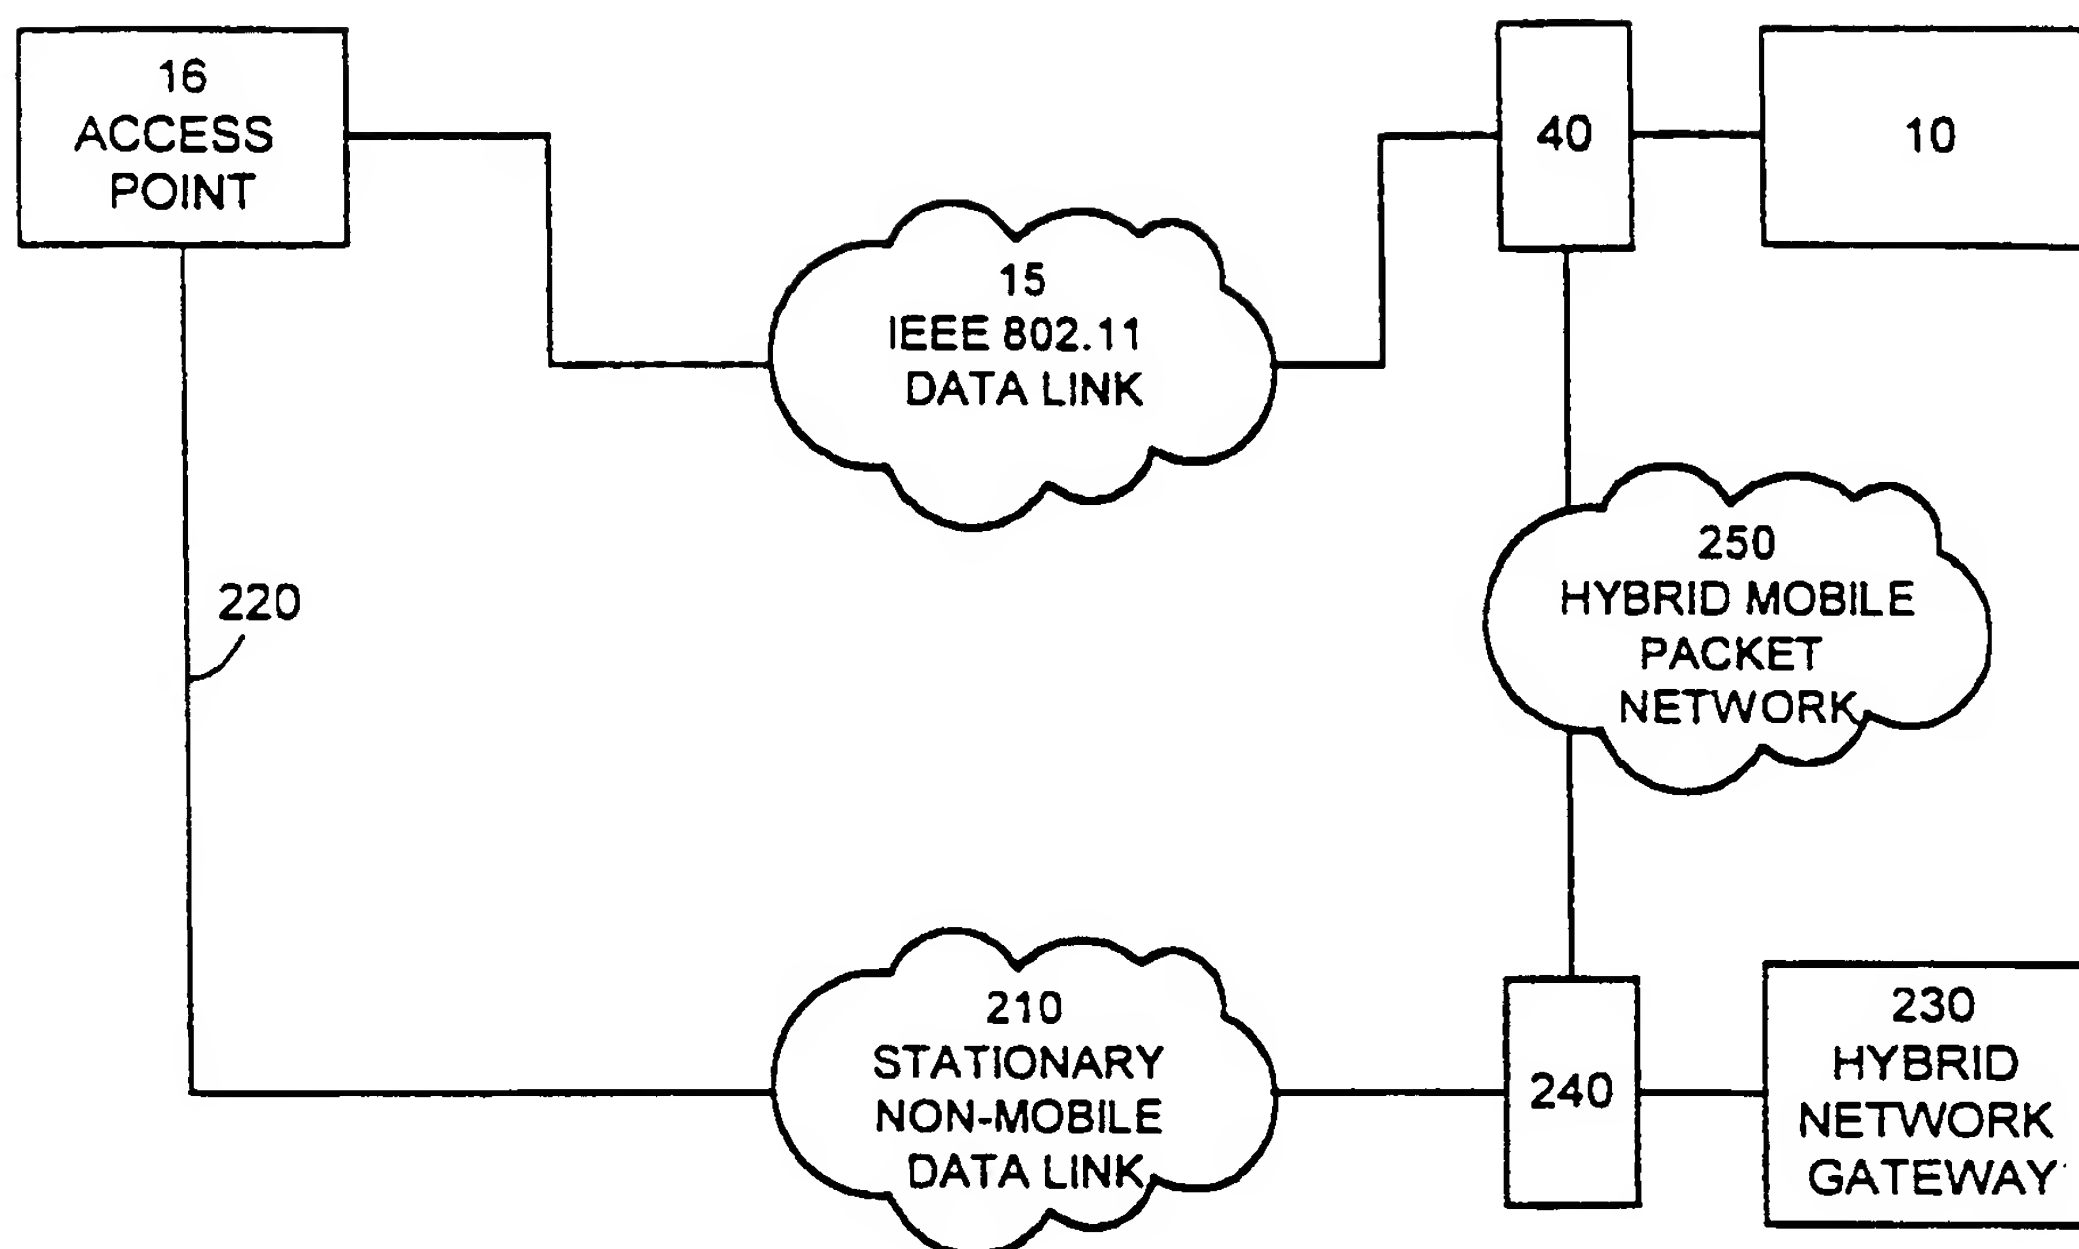 16
ACCESS
POINT
40
10
15
IEEE 802.11
DATA LINK
250
HYBRID MOBILE
PACKET
NETWORK
220
210
STATIONARY
NON-MOBILE
DATA LINK
240
230
HYBRID
NETWORK
GATEWAY